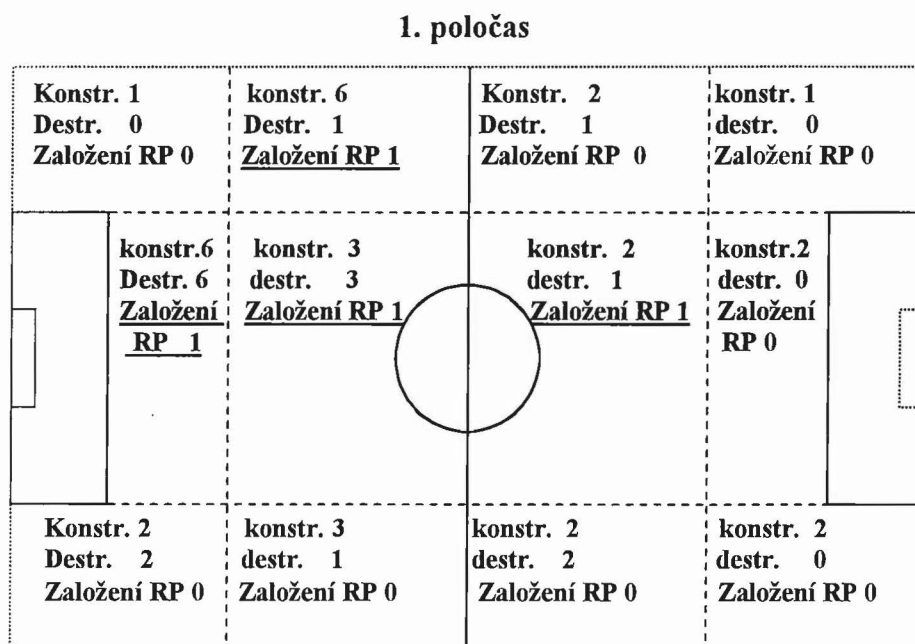 1. poločas
Konstr. 1
Destr. 0
Založení RP 0
konstr. 6
Destr. 1
Založení RP 1
Konstr. 2
Destr. 1
Založení RP 0
konstr. 1
destr. 0
Založení RP 0
konstr.6
Destr. 6
Založení
RP 1
konstr. 3
destr. 3
Založení RP 1
konstr. 2
destr. 1
Založení RP 1
konstr.2
destr. 0
Založení
RP 0
Konstr. 2
Destr. 2
Založení RP 0
konstr. 3
destr. 1
Založení RP 0
konstr. 2
destr. 2
Založení RP 0
konstr. 2
destr. 0
Založení RP 0